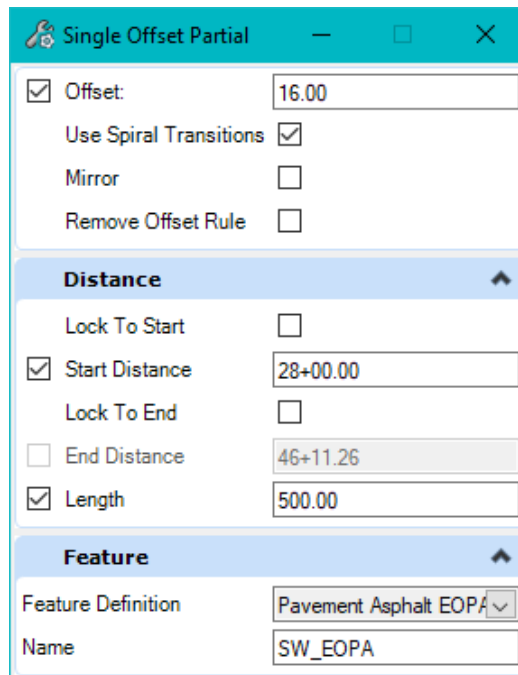 Single Offset Partial
Offset: 16.00
Use Spiral Transitions
Mirror
Remove Offset Rule
Distance
Lock To Start
Start Distance 28+00.00
Lock To End
End Distance 46+11.26
Length 500.00
Feature
Feature Definition Pavement Asphalt EOPA
Name SW_EOPA